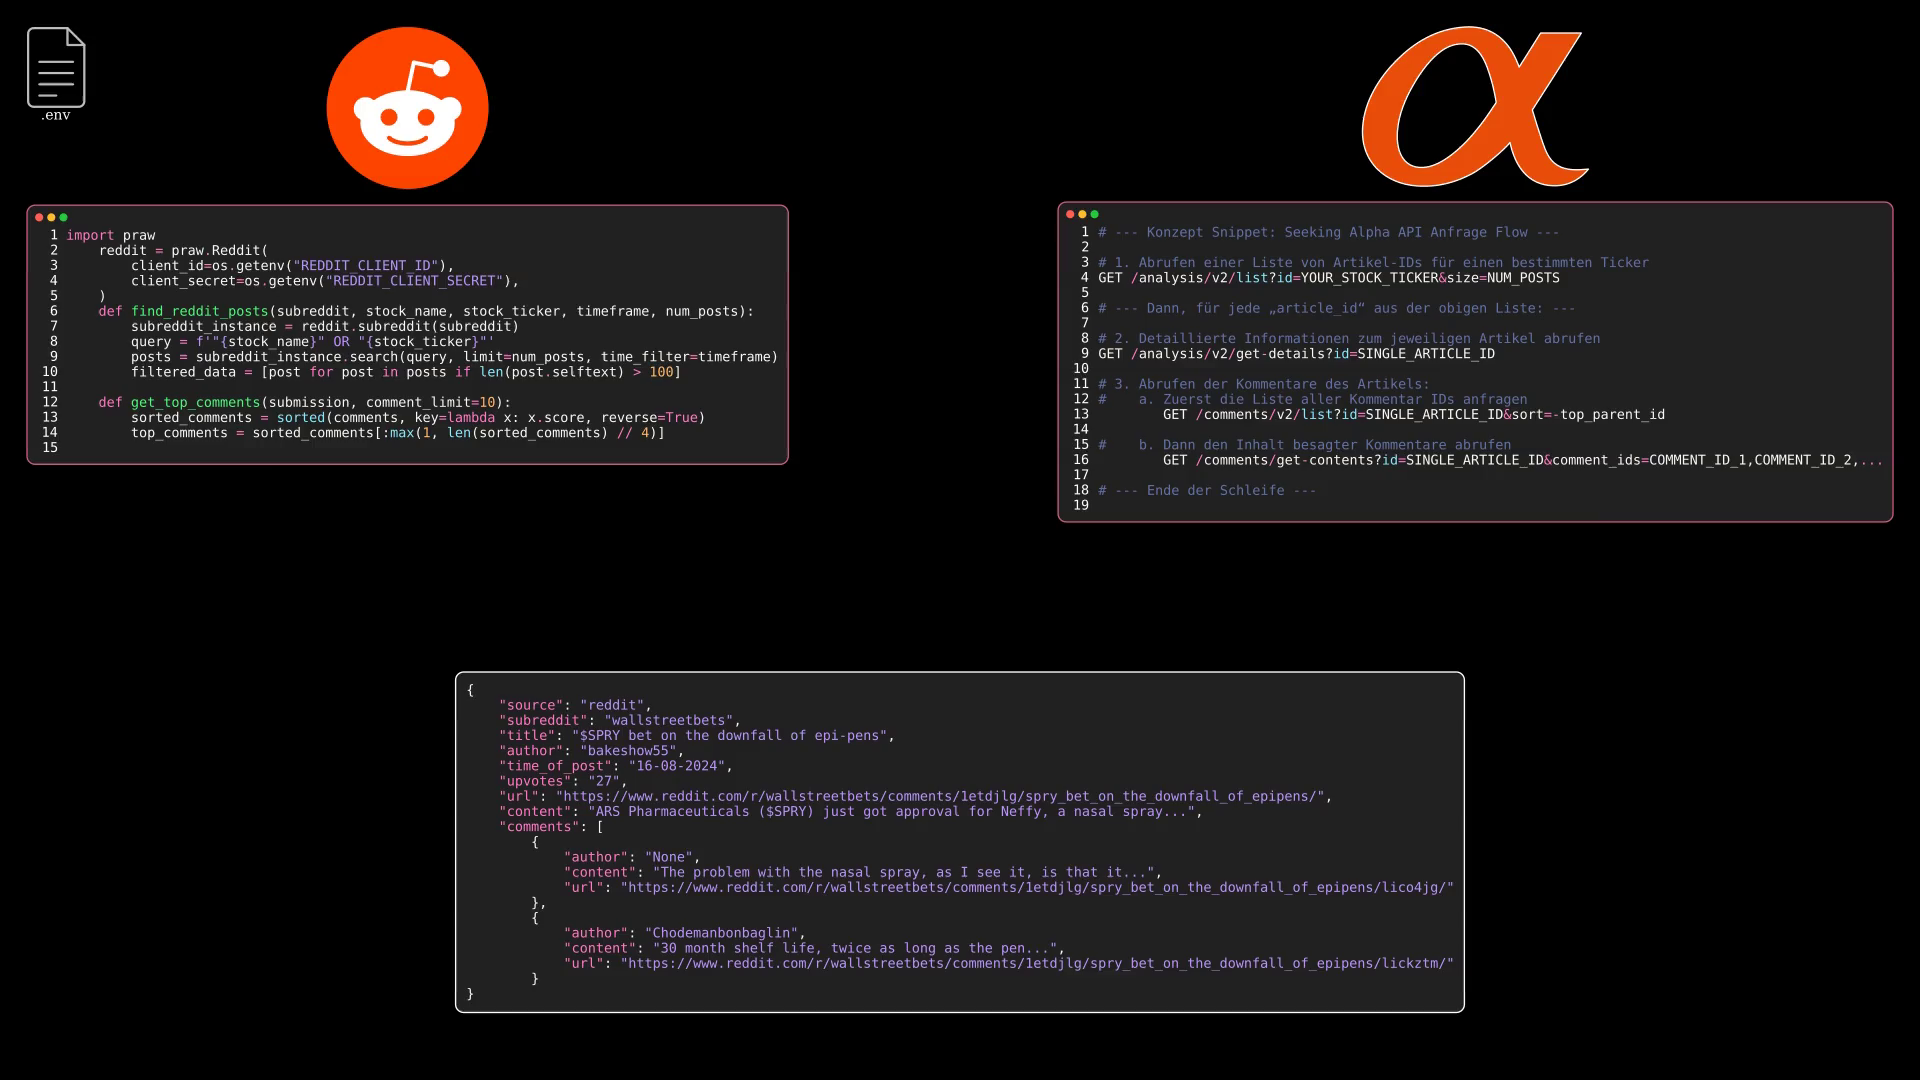 .env
1 import praw
2     reddit = praw.Reddit(
3         client_id=os.getenv("REDDIT_CLIENT_ID"),
4         client_secret=os.getenv("REDDIT_CLIENT_SECRET"),
5     )
6     def find_reddit_posts(subreddit, stock_name, stock_ticker, timeframe, num_posts):
7         subreddit_instance = reddit.subreddit(subreddit)
8         query = f'"{stock_name}" OR "{stock_ticker}"'
9         posts = subreddit_instance.search(query, limit=num_posts, time_filter=timeframe)
10         filtered_data = [post for post in posts if len(post.selftext) > 100]
11
12     def get_top_comments(submission, comment_limit=10):
13         sorted_comments = sorted(comments, key=lambda x: x.score, reverse=True)
14         top_comments = sorted_comments[:max(1, len(sorted_comments) // 4)]
15
1 # --- Konzept Snippet: Seeking Alpha API Anfrage Flow ---
2
3 # 1. Abrufen einer Liste von Artikel-IDs für einen bestimmten Ticker
4 GET /analysis/v2/list?id=YOUR_STOCK_TICKER&size=NUM_POSTS
5
6 # --- Dann, für jede „article_id“ aus der obigen Liste: ---
7
8 # 2. Detaillierte Informationen zum jeweiligen Artikel abrufen
9 GET /analysis/v2/get-details?id=SINGLE_ARTICLE_ID
10
11 # 3. Abrufen der Kommentare des Artikels:
12 #    a. Zuerst die Liste aller Kommentar IDs anfragen
13         GET /comments/v2/list?id=SINGLE_ARTICLE_ID&sort=-top_parent_id
14
15 #    b. Dann den Inhalt besagter Kommentare abrufen
16         GET /comments/get-contents?id=SINGLE_ARTICLE_ID&comment_ids=COMMENT_ID_1,COMMENT_ID_2,...
17
18 # --- Ende der Schleife ---
19
{
    "source": "reddit",
    "subreddit": "wallstreetbets",
    "title": "$SPRY bet on the downfall of epi-pens",
    "author": "bakeshow55",
    "time_of_post": "16-08-2024",
    "upvotes": "27",
    "url": "https://www.reddit.com/r/wallstreetbets/comments/1etdjlg/spry_bet_on_the_downfall_of_epipens/",
    "content": "ARS Pharmaceuticals ($SPRY) just got approval for Neffy, a nasal spray...",
    "comments": [
        {
            "author": "None",
            "content": "The problem with the nasal spray, as I see it, is that it...",
            "url": "https://www.reddit.com/r/wallstreetbets/comments/1etdjlg/spry_bet_on_the_downfall_of_epipens/lico4jg/"
        },
        {
            "author": "Chodemanbonbaglin",
            "content": "30 month shelf life, twice as long as the pen...",
            "url": "https://www.reddit.com/r/wallstreetbets/comments/1etdjlg/spry_bet_on_the_downfall_of_epipens/lickztm/"
        }
}